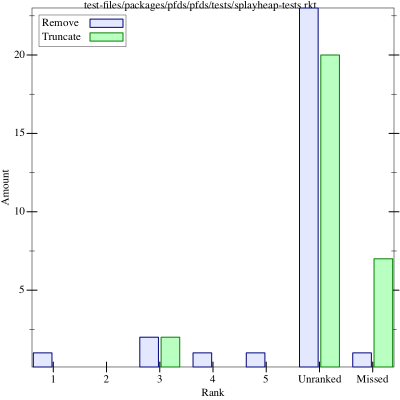 test-files/packages/pfds/pfds/tests/splayheap-tests.rkt
Remove
Truncate
20
15
10
5
Amount
1 2 3 4 5 Unranked Missed
Rank